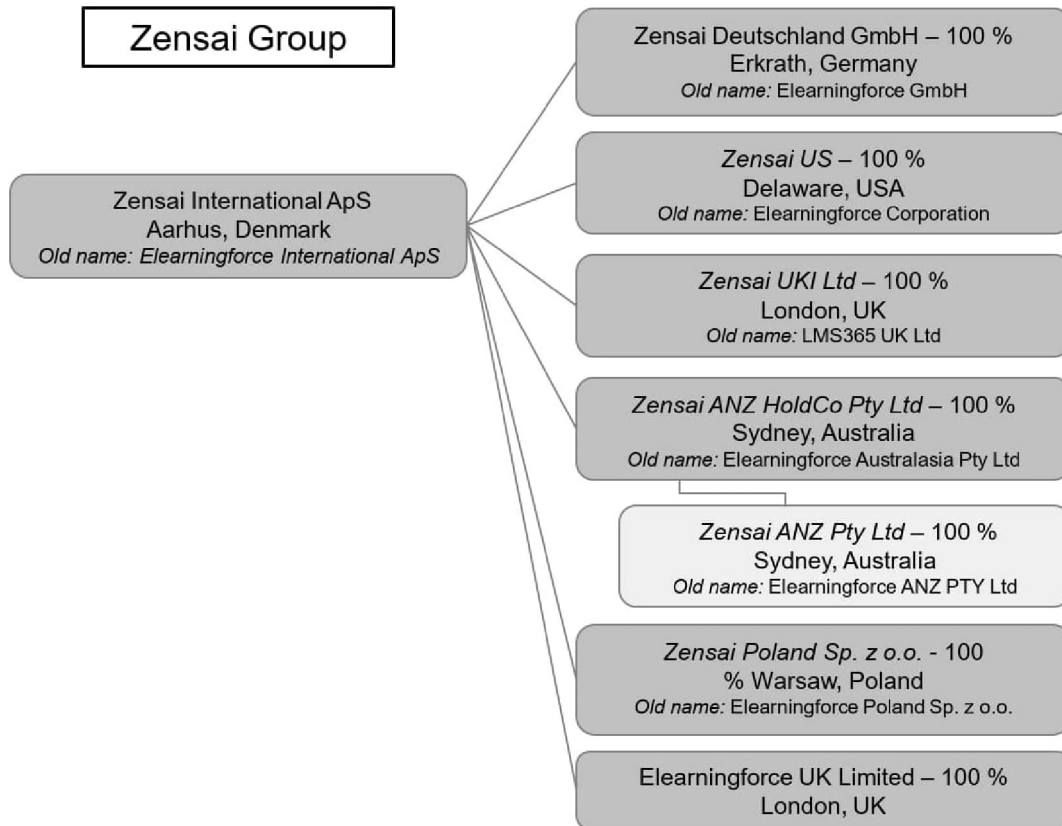 Zensai Group
Zensai International ApS
Aarhus, Denmark
Old name: Elearningforce International ApS
Zensai Deutschland GmbH – 100 %
Erkrath, Germany
Old name: Elearningforce GmbH
Zensai US – 100 %
Delaware, USA
Old name: Elearningforce Corporation
Zensai UKI Ltd – 100 %
London, UK
Old name: LMS365 UK Ltd
Zensai ANZ HoldCo Pty Ltd – 100 %
Sydney, Australia
Old name: Elearningforce Australasia Pty Ltd
Zensai ANZ Pty Ltd – 100 %
Sydney, Australia
Old name: Elearningforce ANZ PTY Ltd
Zensai Poland Sp. z o.o. - 100
% Warsaw, Poland
Old name: Elearningforce Poland Sp. z o.o.
Elearningforce UK Limited – 100 %
London, UK